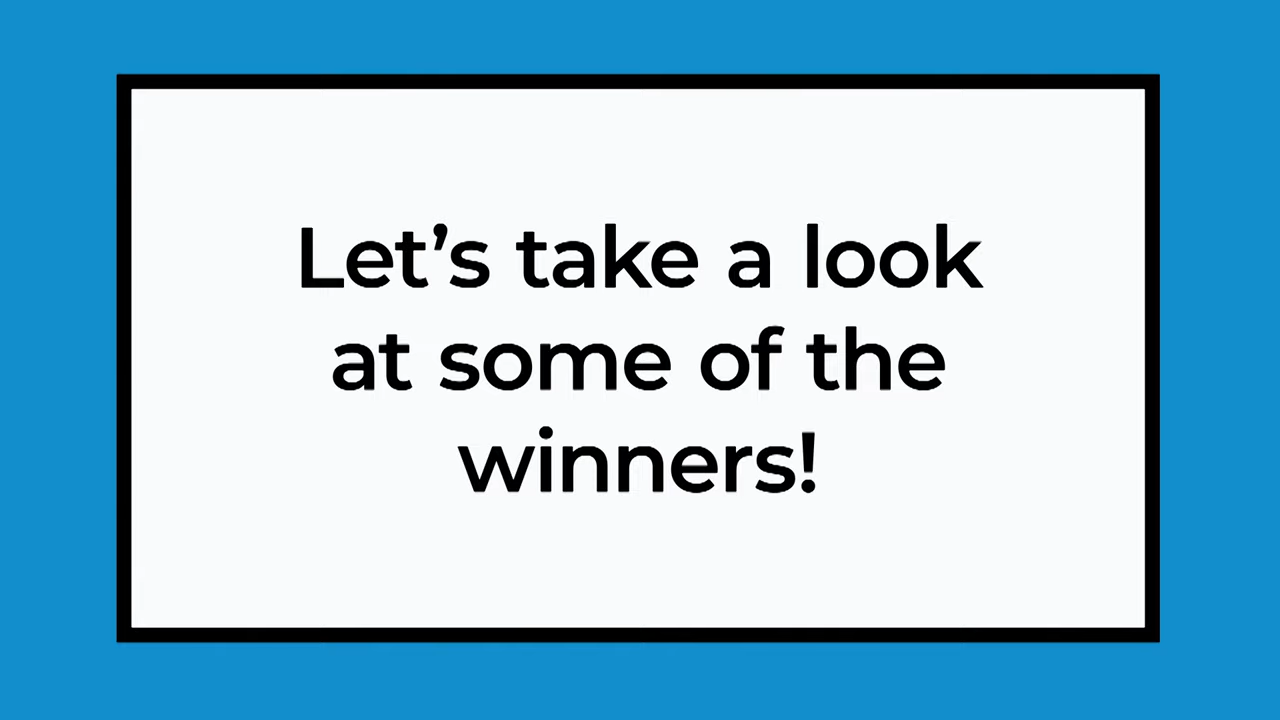 Let’s take a look
at some of the
winners!